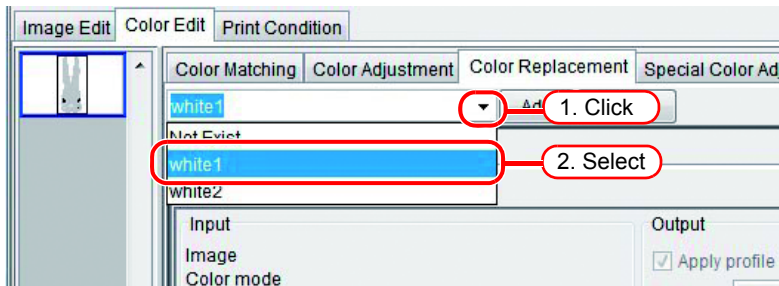 Image Edit Color Edit Print Condition
Color Matching Color Adjustment Color Replacement Special Color Ad
white1 Ad 1. Click
Not Exist
white1 2. Select
white2
Input Output
Image Apply profile
Color mode